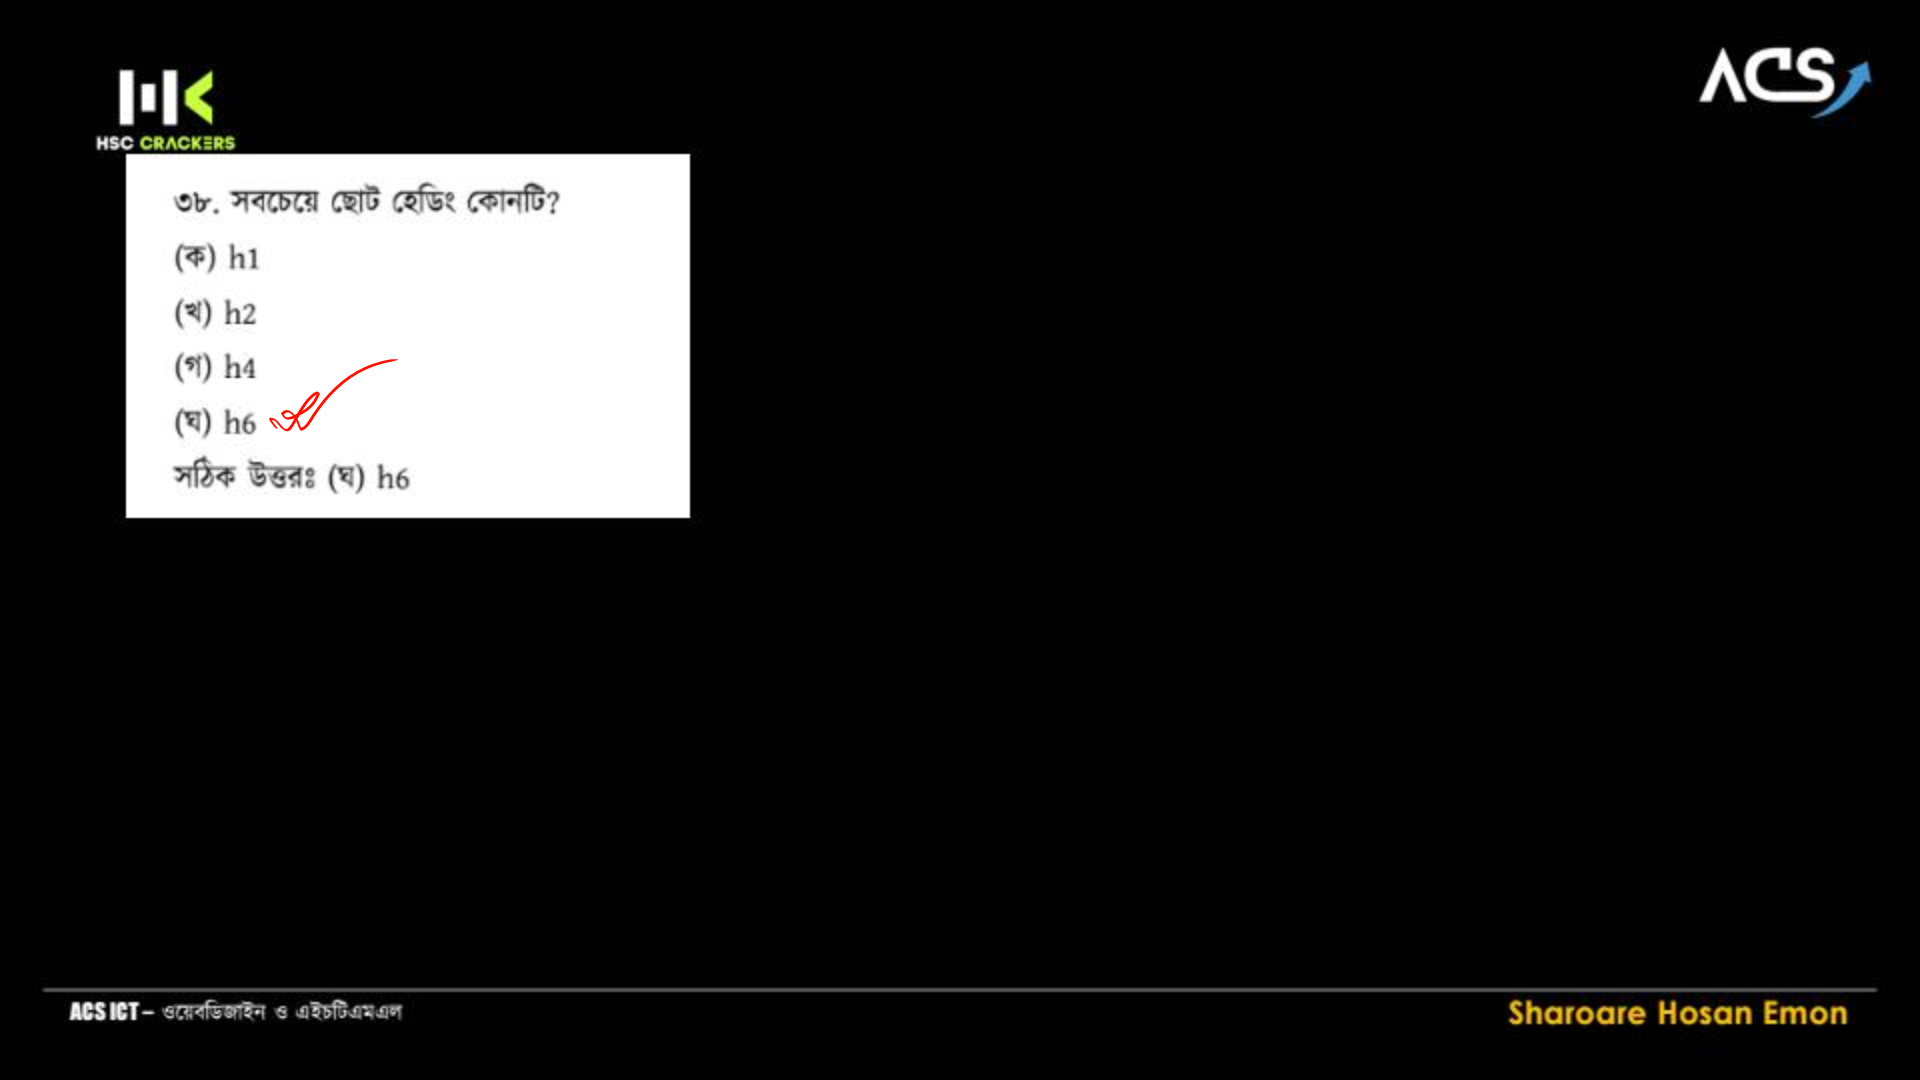 HSC CRACKERS
ACS
৩৮. সবচেয়ে ছোট হেডিং কোনটি?
(ক) h1
(খ) h2
(গ) h4
(ঘ) h6
সঠিক উত্তরঃ (ঘ) h6
ACS ICT – ওয়েবডিজাইন ও এইচটিএমএল
Sharoare Hosan Emon